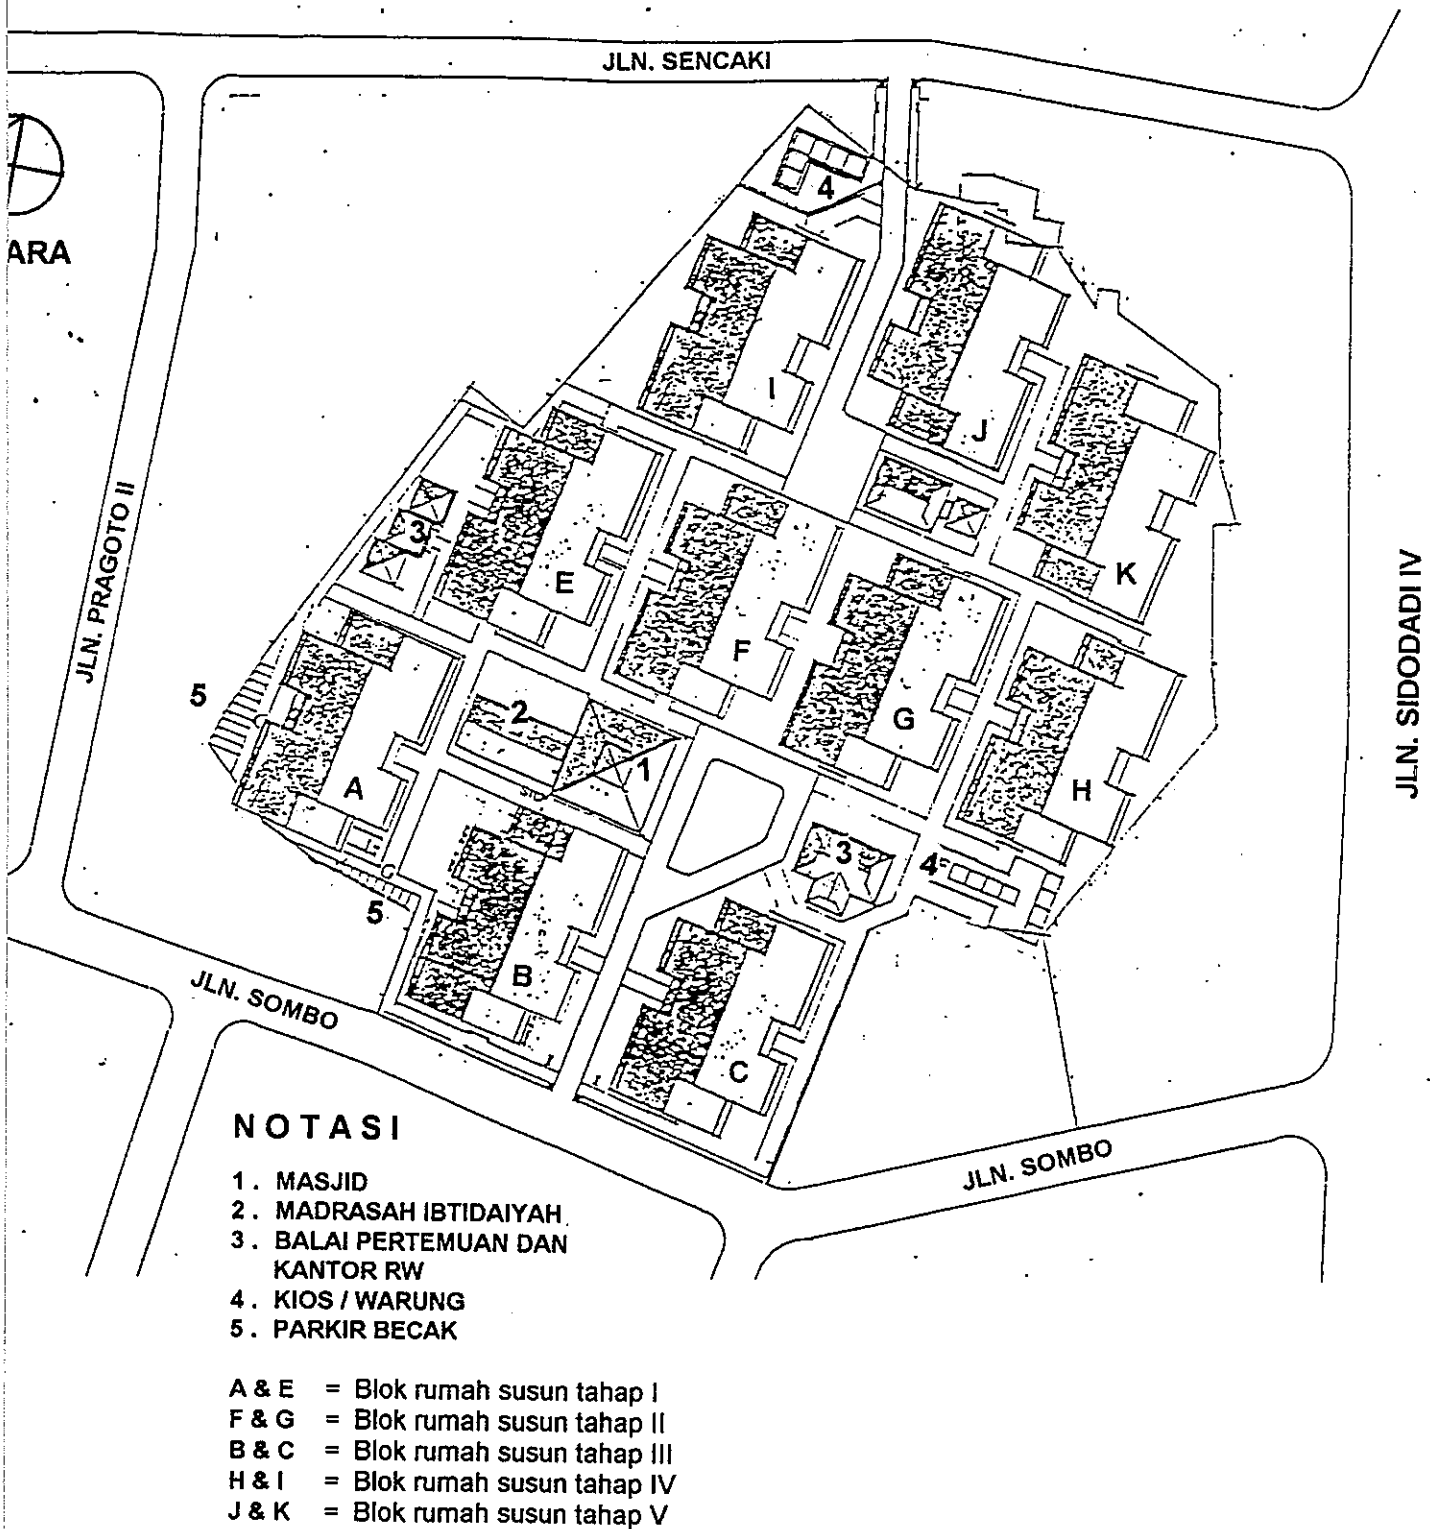 JLN. SENCAKI
ARA
4
I
J
K
3
E
F
G
H
JLN. PRAGOTO II
JLN. SIDODADI IV
5
2
1
A
3
4
5
B
C
JLN. SOMBO
JLN. SOMBO
NOTASI
1. MASJID
2. MADRASAH IBTIDAIYAH
3. BALAI PERTEMUAN DAN
KANTOR RW
4. KIOS / WARUNG
5. PARKIR BECAK
A & E = Blok rumah susun tahap I
F & G = Blok rumah susun tahap II
B & C = Blok rumah susun tahap III
H & I = Blok rumah susun tahap IV
J & K = Blok rumah susun tahap V